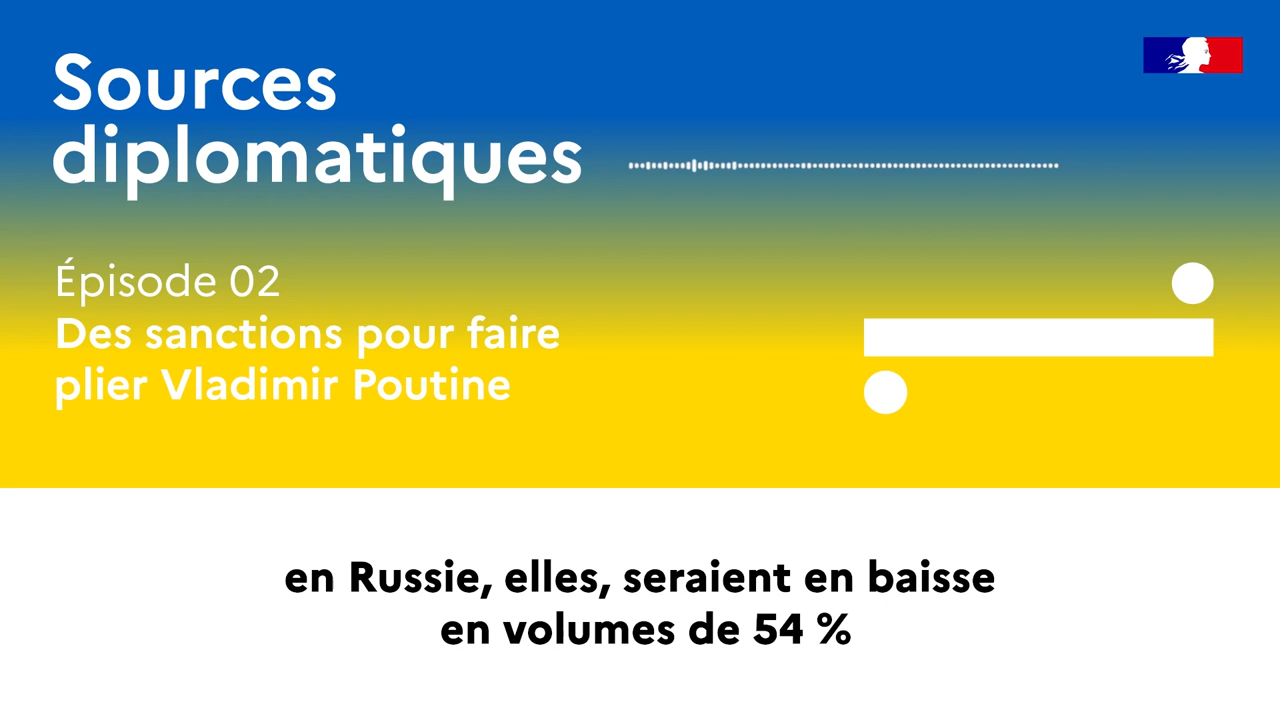 Sources
diplomatiques
Épisode 02
Des sanctions pour faire
plier Vladimir Poutine
en Russie, elles, seraient en baisse
en volumes de 54 %